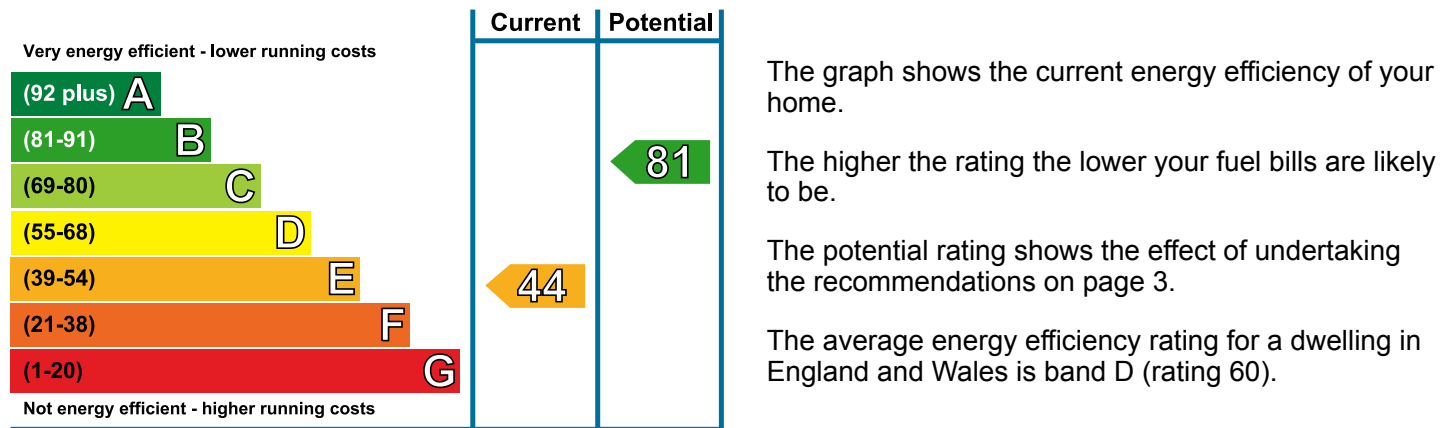 Current Potential
Very energy efficient - lower running costs
(92 plus) A
(81-91) B
81
(69-80) C
(55-68) D
(39-54) E
44
(21-38) F
(1-20) G
Not energy efficient - higher running costs
The graph shows the current energy efficiency of your
home.
The higher the rating the lower your fuel bills are likely
to be.
The potential rating shows the effect of undertaking
the recommendations on page 3.
The average energy efficiency rating for a dwelling in
England and Wales is band D (rating 60).